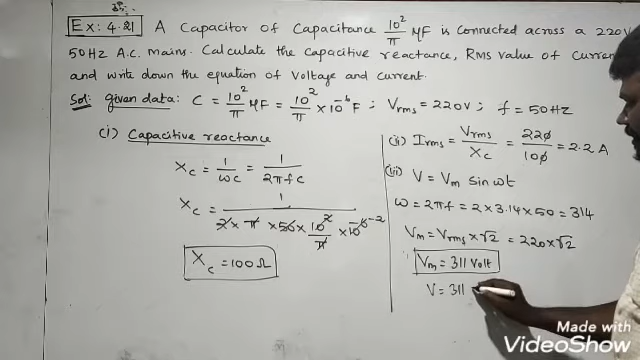 Ex: 4.21 A Capacitor of Capacitance 10²/π MF is connected across a 220V
50HZ A.C. mains. Calculate the capacitive reactance, Rms value of Curren
and write down the equation of Voltage and current.
Sol: given data: C = 10²/π MF = 10²/π × 10⁻⁶ F ; Vrms = 220V ; f = 50HZ
(i) Capacitive reactance
Xc = 1/ωc = 1/2πfc
Xc = 1/2×π×50×10²/π×10⁻⁶⁻²
Xc = 100Ω
(ii) Irms = Vrms/Xc = 220/100 = 2.2 A
(iii) V = Vm sin ωt
ω = 2πf = 2 × 3.14 × 50 = 314
Vm = Vrms × √2 = 220 × √2
Vm = 311 Volt
V = 311
Made with
VideoShow